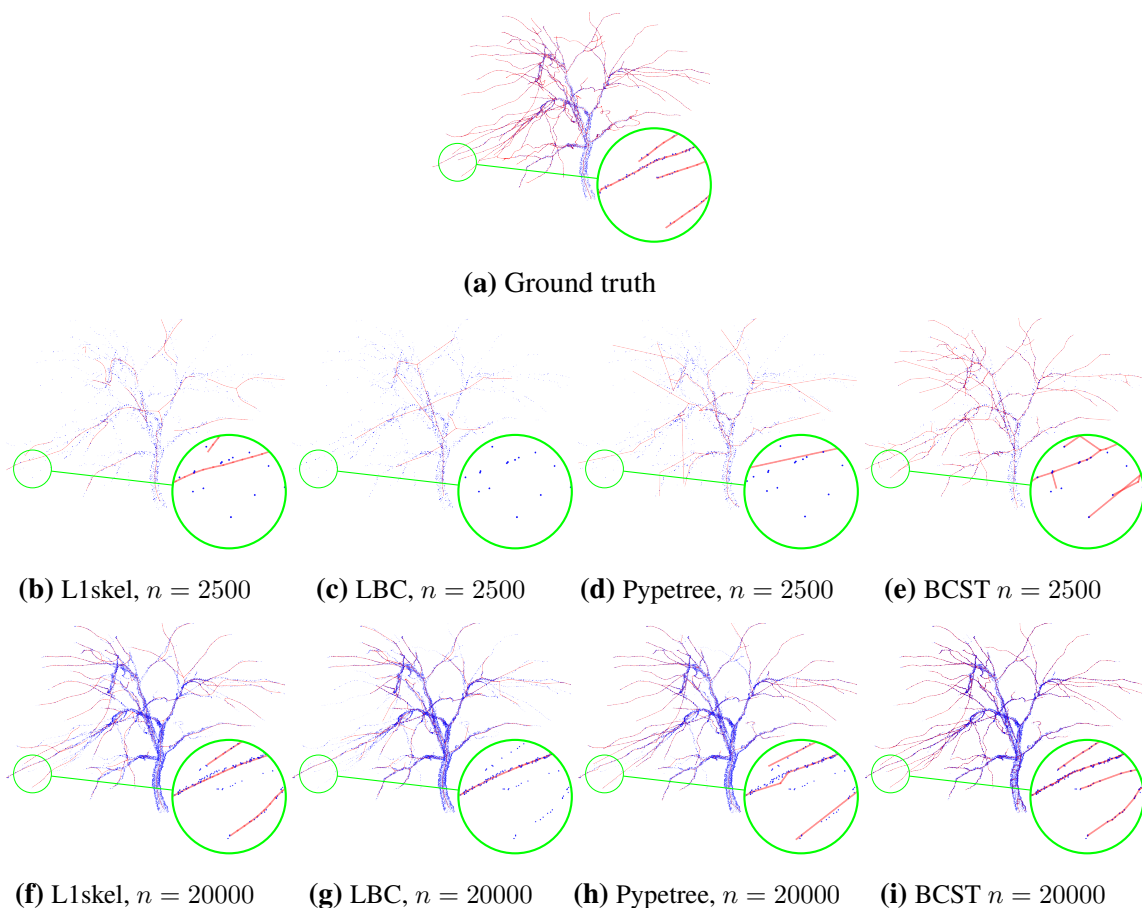 (a) Ground truth
(b) L1skel, n = 2500
(c) LBC, n = 2500
(d) Pypetree, n = 2500
(e) BCST n = 2500
(f) L1skel, n = 20000
(g) LBC, n = 20000
(h) Pypetree, n = 20000
(i) BCST n = 20000